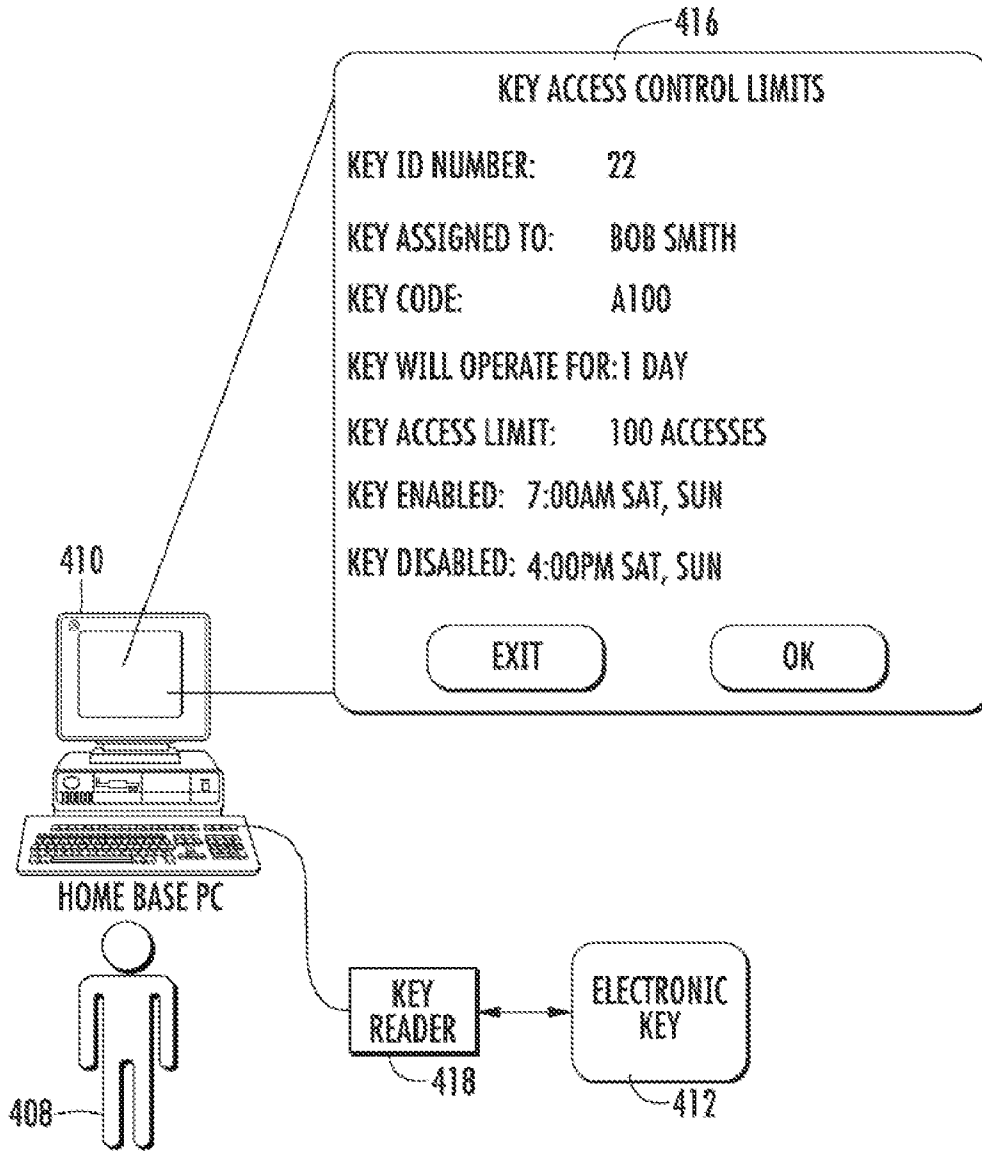 416
KEY ACCESS CONTROL LIMITS
KEY ID NUMBER: 22
KEY ASSIGNED TO: BOB SMITH
KEY CODE: A100
KEY WILL OPERATE FOR:1 DAY
KEY ACCESS LIMIT: 100 ACCESSES
KEY ENABLED: 7:00AM SAT, SUN
KEY DISABLED: 4:00PM SAT, SUN
EXIT OK
410
HOME BASE PC
KEY
READER
418
ELECTRONIC
KEY
412
408